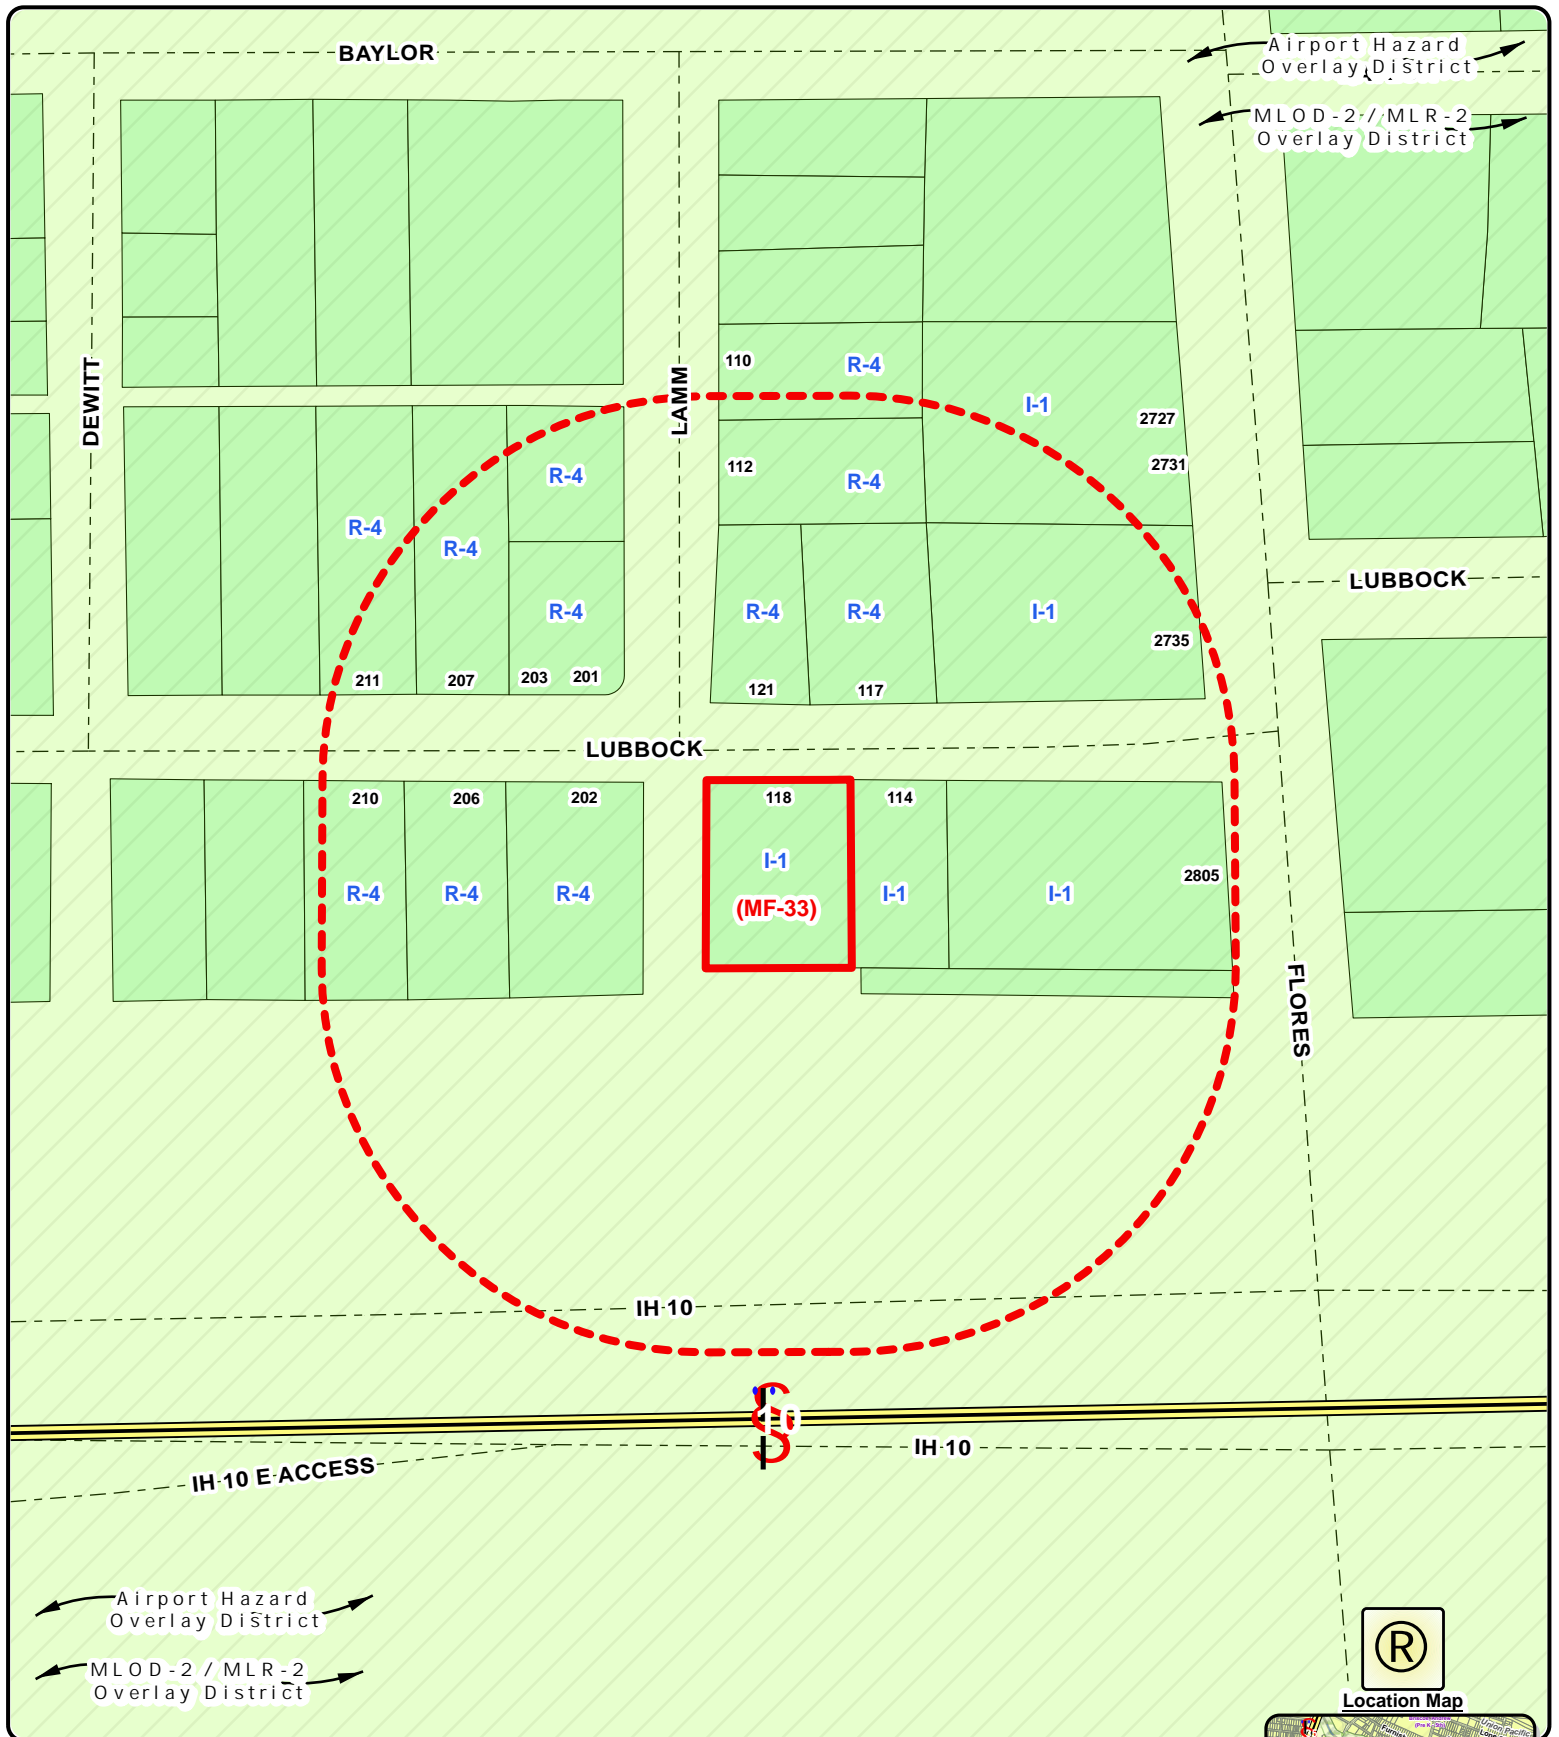 BAYLOR
Airport Hazard
Overlay District
MLOD-2 / MLR-2
Overlay District
DEWITT
LAMM
110
R-4
I-1
2727
2731
112
R-4
R-4
R-4
R-4
R-4
R-4
R-4
I-1
2735
211
207
203
201
121
117
LUBBOCK
LUBBOCK
210
206
202
118
114
I-1
(MF-33)
R-4
R-4
R-4
I-1
I-1
2805
FLORES
IH 10
10
IH 10
IH 10 E ACCESS
Airport Hazard
Overlay District
MLOD-2 / MLR-2
Overlay District
R
Location Map
Union Pacific